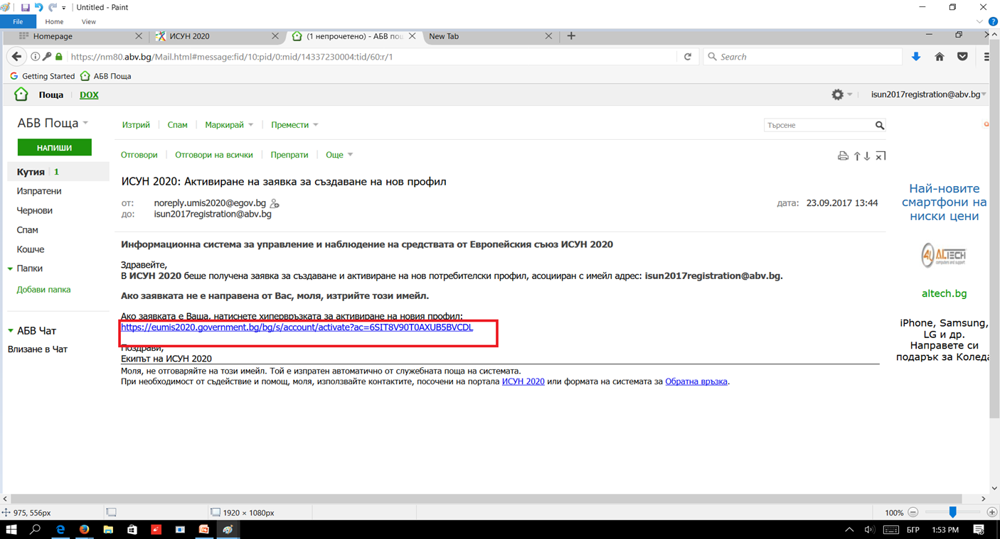 Untitled - Paint
File Home View
Homepage ИСУН 2020 (1 непрочетено) - АБВ пощ New Tab
https://nm80.abv.bg/Mail.html#message:fid/10:pid/0:mid/14337230004:tid/60:r/1 Search
Getting Started АБВ Поща
Поща DOX isun2017registration@abv.bg
АБВ Поща Изтрий Спам Маркирай Премести Търсене
НАПИШИ
Отговори Отговори на всички Препрати Още
Кутия 1
Изпратени
Чернови
Спам
Кошче
Папки
Добави папка
АБВ Чат
Влизане в Чат
ИСУН 2020: Активиране на заявка за създаване на нов профил
от: noreply.umis2020@egov.bg дата: 23.09.2017 13:44
до: isun2017registration@abv.bg
Информационна система за управление и наблюдение на средствата от Европейския съюз ИСУН 2020
Здравейте,
В ИСУН 2020 беше получена заявка за създаване и активиране на нов потребителски профил, асоцииран с имейл адрес: isun2017registration@abv.bg.
Ако заявката не е направена от Вас, моля, изтрийте този имейл.
Ако заявката е Ваша, натиснете хипервръзката за активиране на новия профил:
https://eumis2020.government.bg/bg/s/account/activate?ac=6SIT8V90T0AXUB5BVCDL
Поздрави,
Екипът на ИСУН 2020
Моля, не отговаряйте на този имейл. Той е изпратен автоматично от служебната поща на системата.
При необходимост от съдействие и помощ, моля, използвайте контактите, посочени на портала ИСУН 2020 или формата на системата за Обратна връзка.
Най-новите
смартфони на
ниски цени
4U ALTECH
computers and support
altech.bg
iPhone, Samsung,
LG и др.
Направете си
подарък за Коледа
975, 556px 1920 × 1080px 100%
БГР 1:53 PM